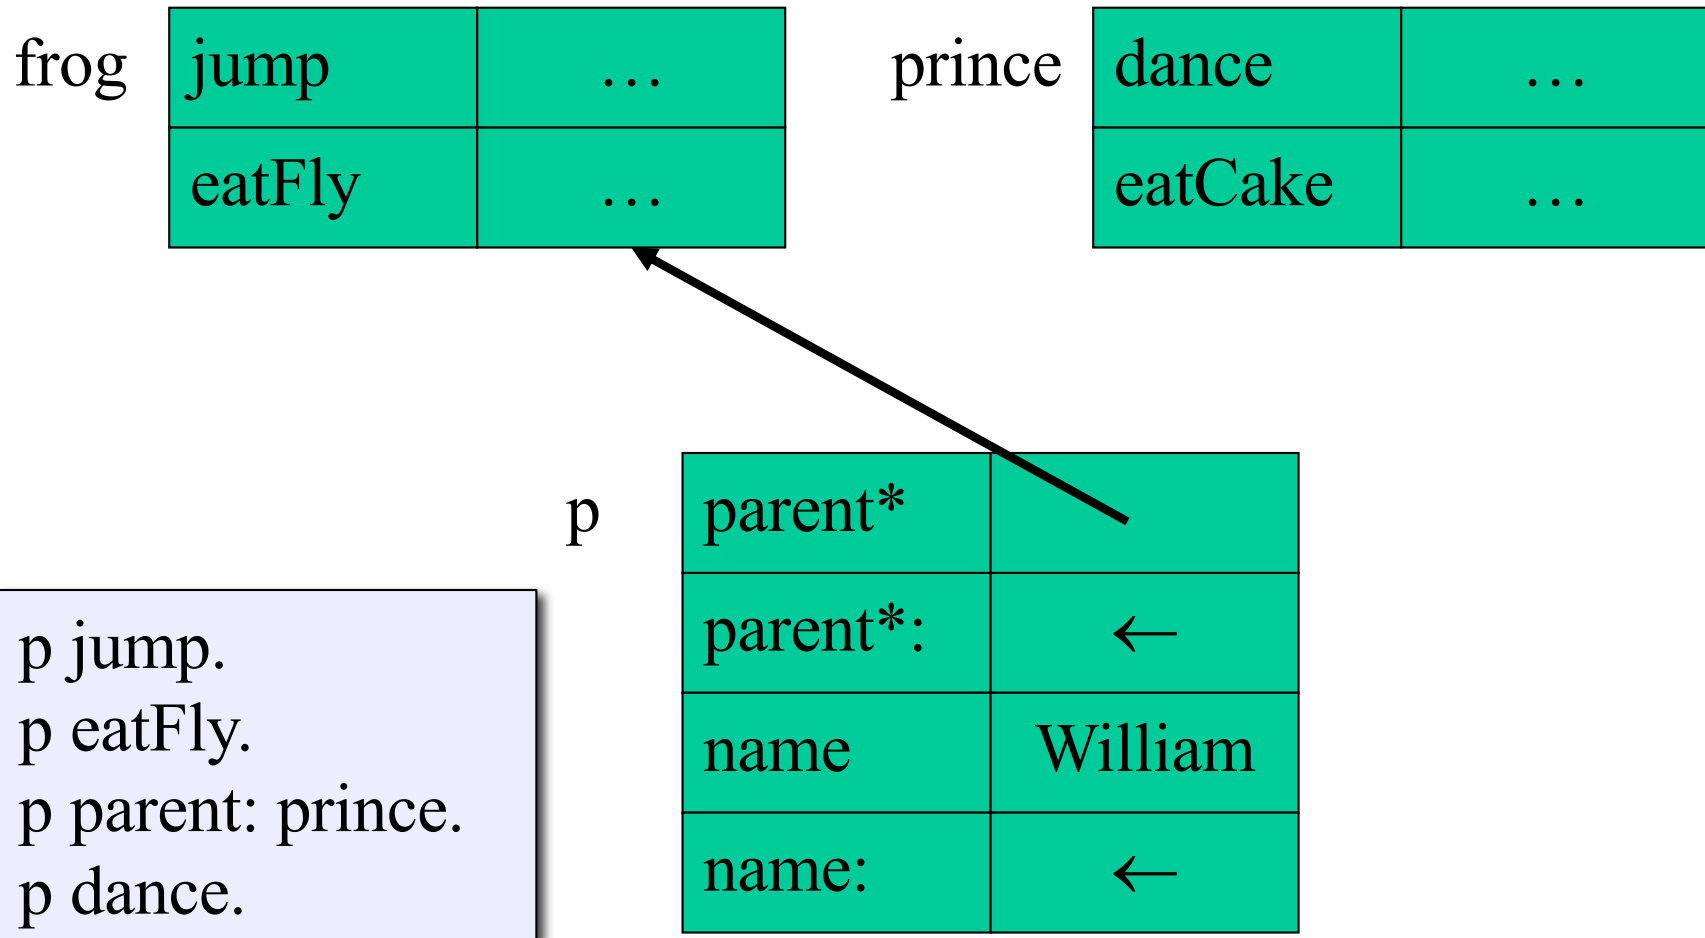 frog jump … prince dance …
eatFly … eatCake …
p parent*
parent*: ←
name William
name: ←
p jump.
p eatFly.
p parent: prince.
p dance.